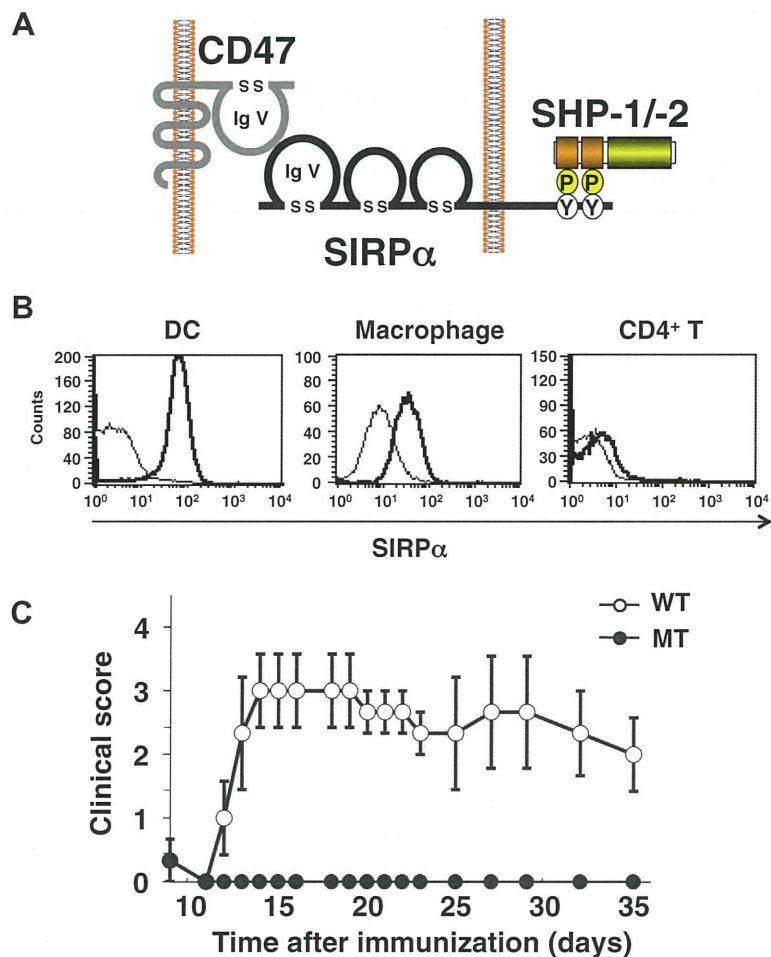 A
CD47
SS
Ig V
SHP-1/-2
Ig V
P P
SS SS SS
Y Y
SIRPα
B
DC Macrophage CD4⁺ T
Counts
200
160
120
80
40
0
10⁰ 10¹ 10² 10³ 10⁴
100
80
60
40
20
0
10⁰ 10¹ 10² 10³ 10⁴
150
120
90
60
30
0
10⁰ 10¹ 10² 10³ 10⁴
SIRPα
C
WT
MT
Clinical score
4
3
2
1
0
10 15 20 25 30 35
Time after immunization (days)